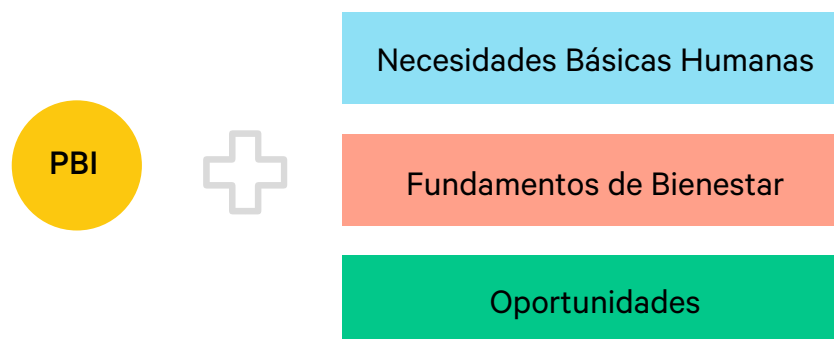 PBI
Necesidades Básicas Humanas
Fundamentos de Bienestar
Oportunidades